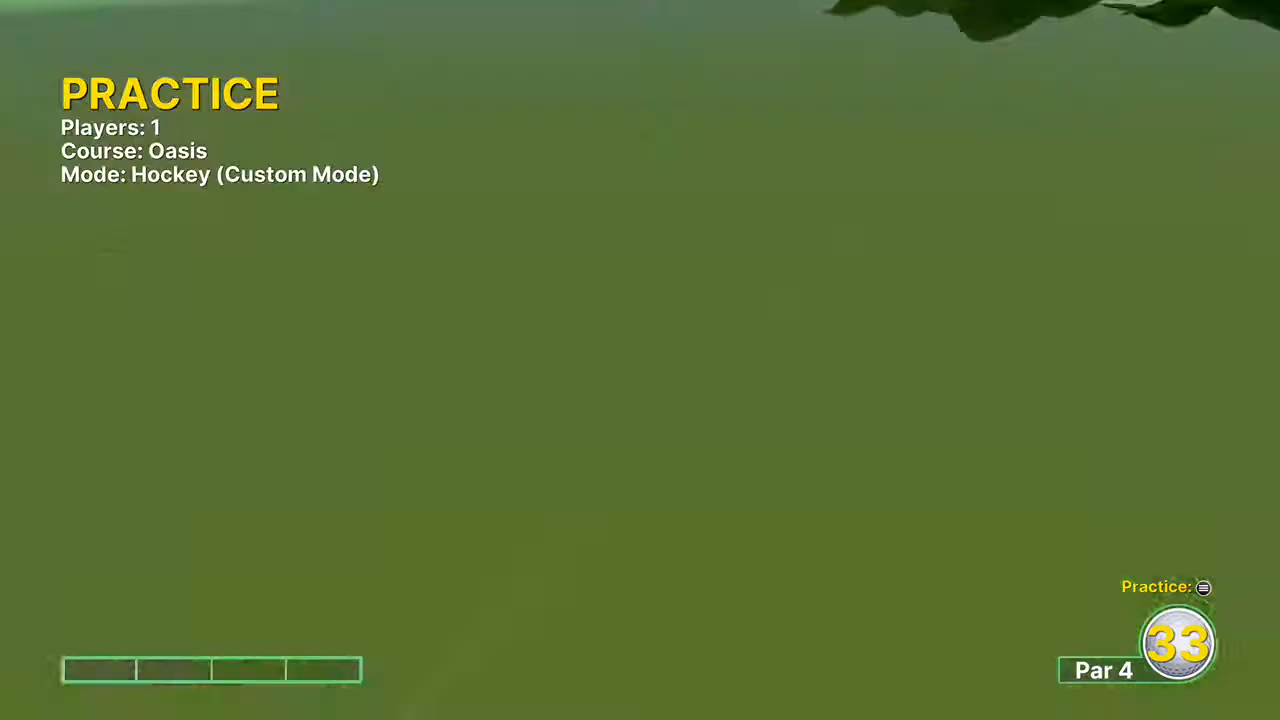 PRACTICE
Players: 1
Course: Oasis
Mode: Hockey (Custom Mode)
Practice:
33
Par 4